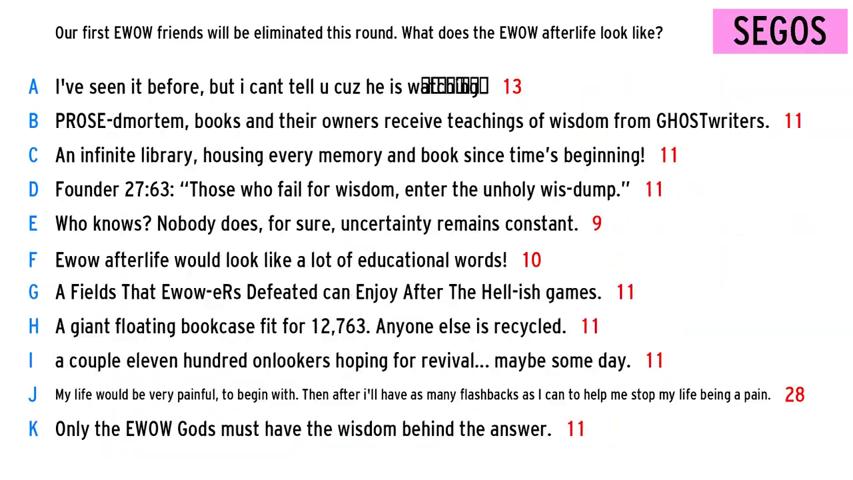 Our first EWOW friends will be eliminated this round. What does the EWOW afterlife look like?
SEGOS
A I've seen it before, but i cant tell u cuz he is 13
B PROSE-dmortem, books and their owners receive teachings of wisdom from GHOSTwriters. 11
C An infinite library, housing every memory and book since time's beginning! 11
D Founder 27:63: “Those who fail for wisdom, enter the unholy wis-dump.” 11
E Who knows? Nobody does, for sure, uncertainty remains constant. 9
F Ewow afterlife would look like a lot of educational words! 10
G A Fields That Ewow-eRs Defeated can Enjoy After The Hell-ish games. 11
H A giant floating bookcase fit for 12,763. Anyone else is recycled. 11
I a couple eleven hundred onlookers hoping for revival... maybe some day. 11
J My life would be very painful, to begin with. Then after i'll have as many flashbacks as I can to help me stop my life being a pain. 28
K Only the EWOW Gods must have the wisdom behind the answer. 11